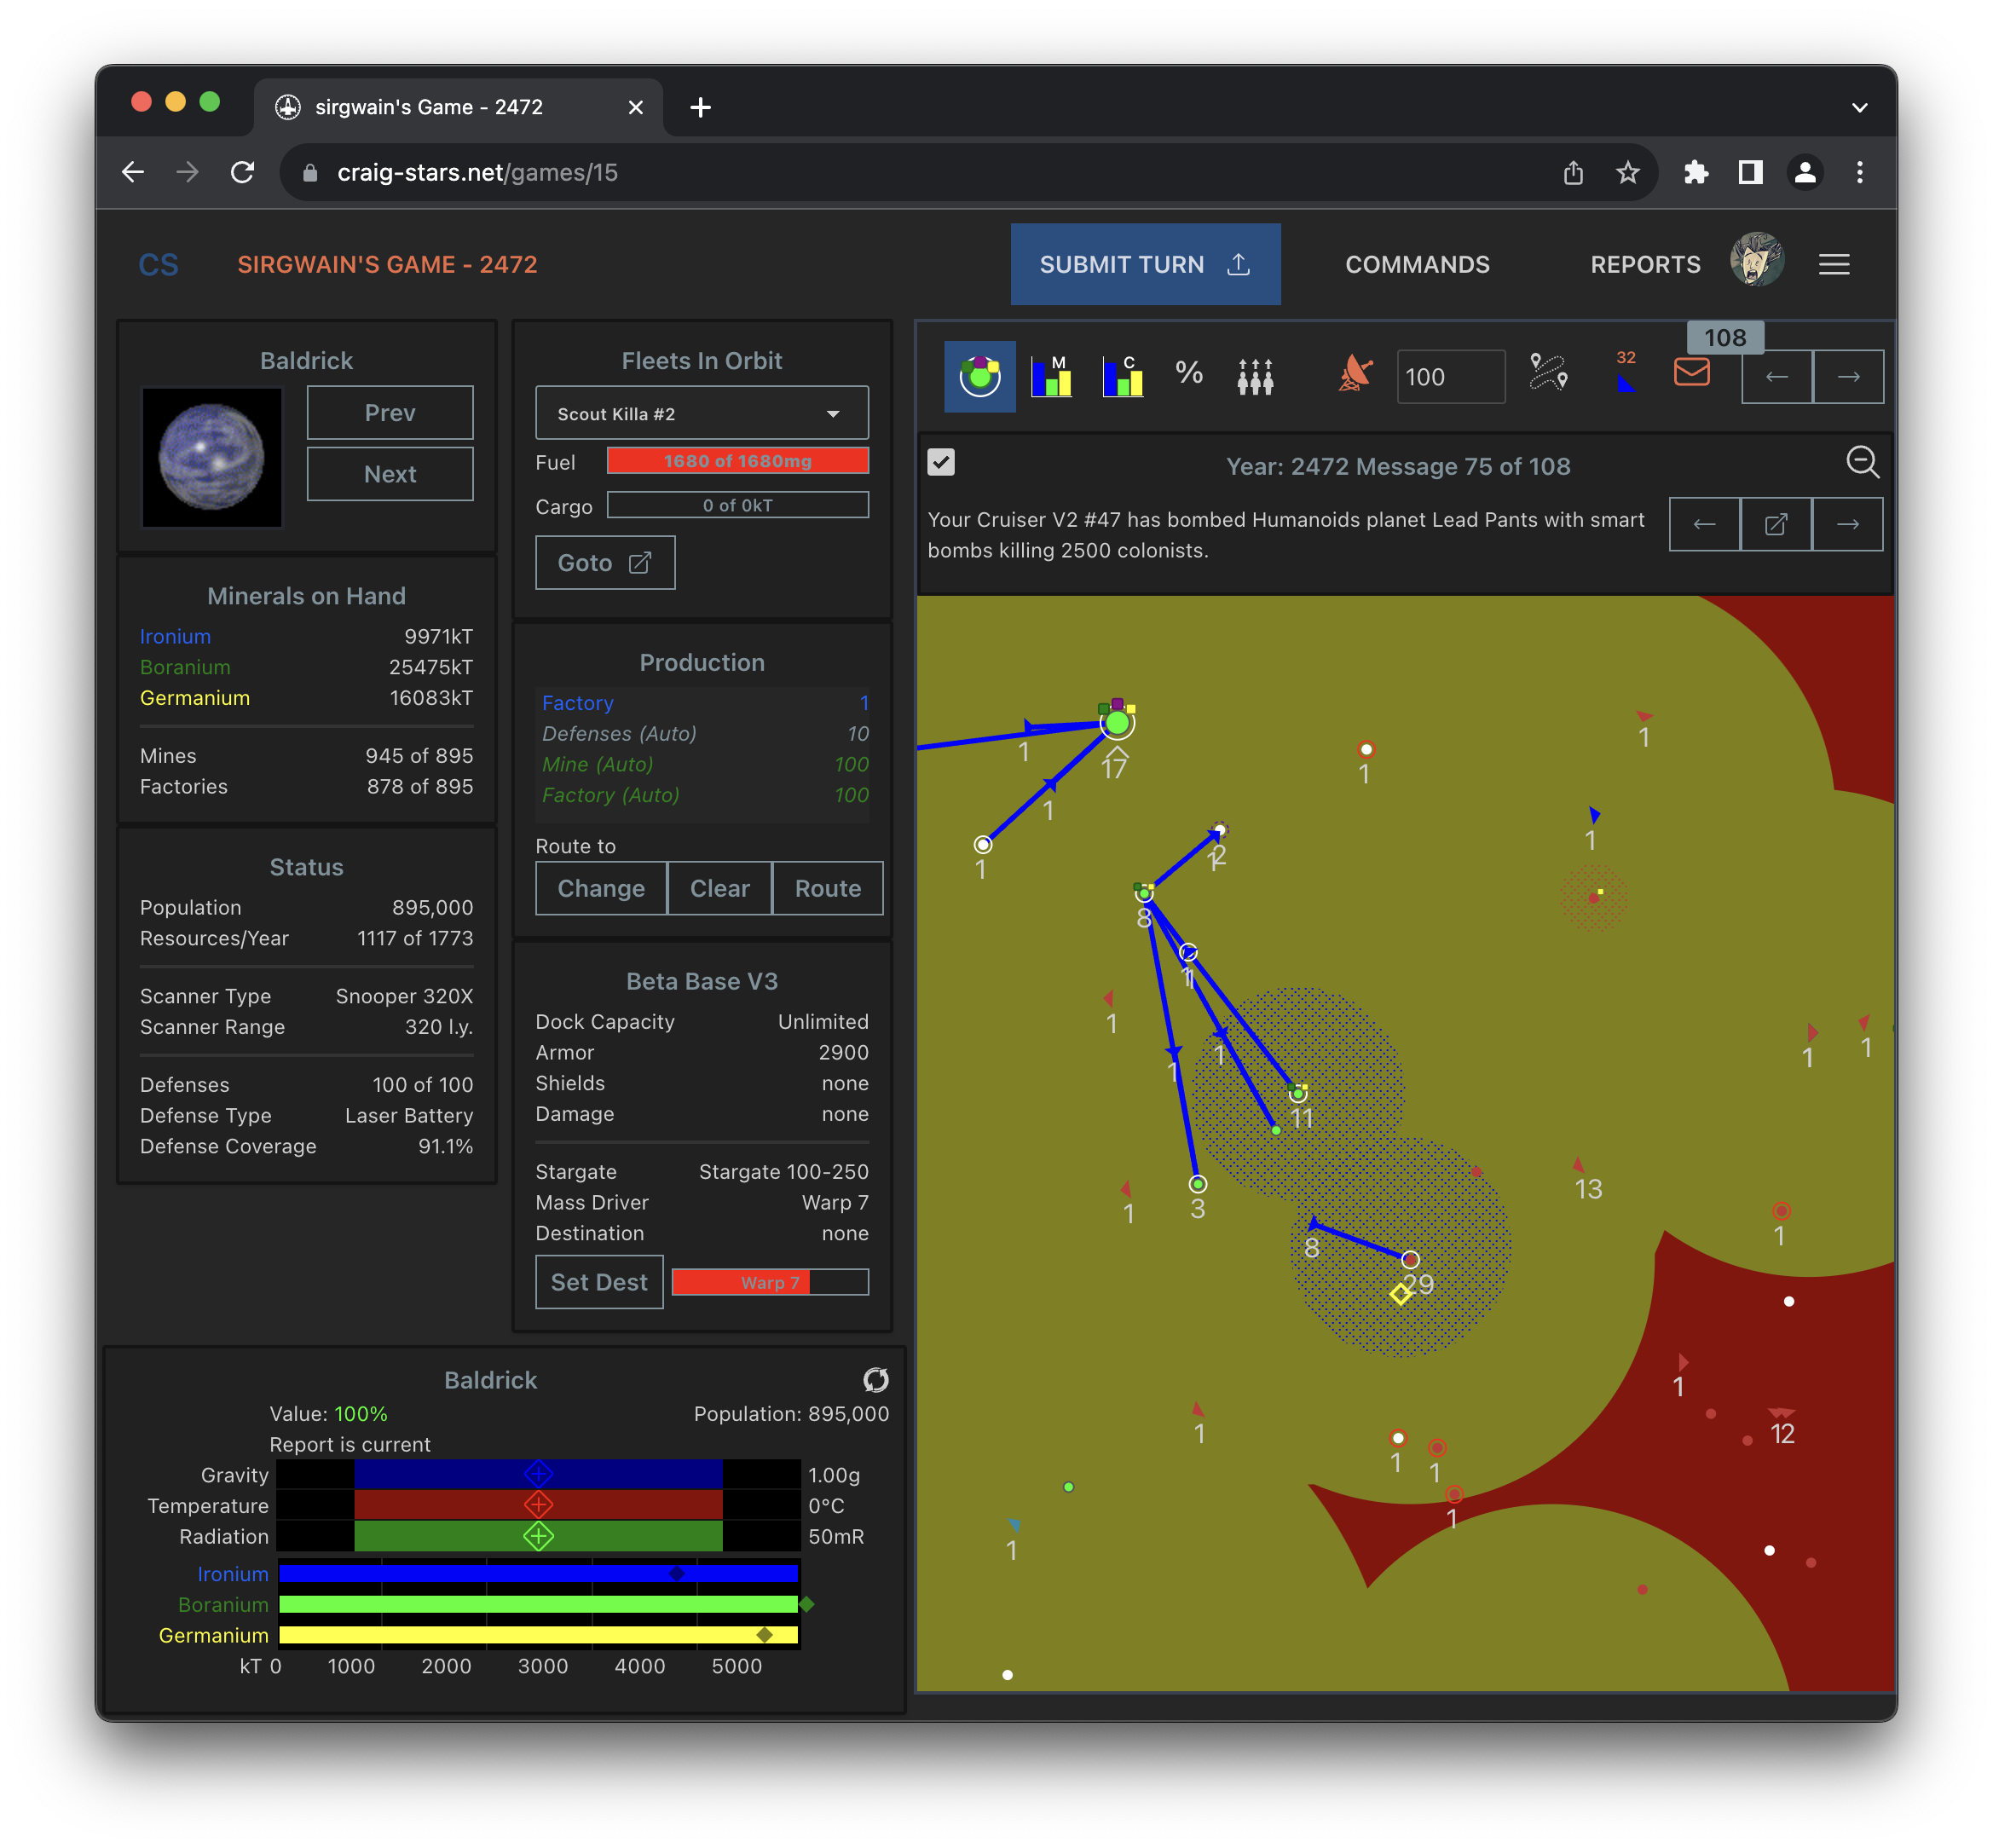 sirgwain's Game - 2472
craig-stars.net/games/15
CS
SIRGWAIN'S GAME - 2472
SUBMIT TURN
COMMANDS
REPORTS
Baldrick
Prev
Next
Minerals on Hand
Ironium 9971kT
Boranium 25475kT
Germanium 16083kT
Mines 945 of 895
Factories 878 of 895
Status
Population 895,000
Resources/Year 1117 of 1773
Scanner Type Snooper 320X
Scanner Range 320 l.y.
Defenses 100 of 100
Defense Type Laser Battery
Defense Coverage 91.1%
Fleets In Orbit
Scout Killa #2
Fuel 1680 of 1680mg
Cargo 0 of 0kT
Goto
Production
Factory 1
Defenses (Auto) 10
Mine (Auto) 100
Factory (Auto) 100
Route to
Change Clear Route
Beta Base V3
Dock Capacity Unlimited
Armor 2900
Shields none
Damage none
Stargate Stargate 100-250
Mass Driver Warp 7
Destination none
Set Dest Warp 7
Baldrick
Value: 100% Population: 895,000
Report is current
Gravity 1.00g
Temperature 0°C
Radiation 50mR
Ironium
Boranium
Germanium
kT 0 1000 2000 3000 4000 5000
M C % 100 32 108
Year: 2472 Message 75 of 108
Your Cruiser V2 #47 has bombed Humanoids planet Lead Pants with smart
bombs killing 2500 colonists.
1
1 17 1
1 1
1 1 2
8
1 1
1 1 1 1
1 1
11
3 1 13
1
8
29
1
1 12
1 1
1
1